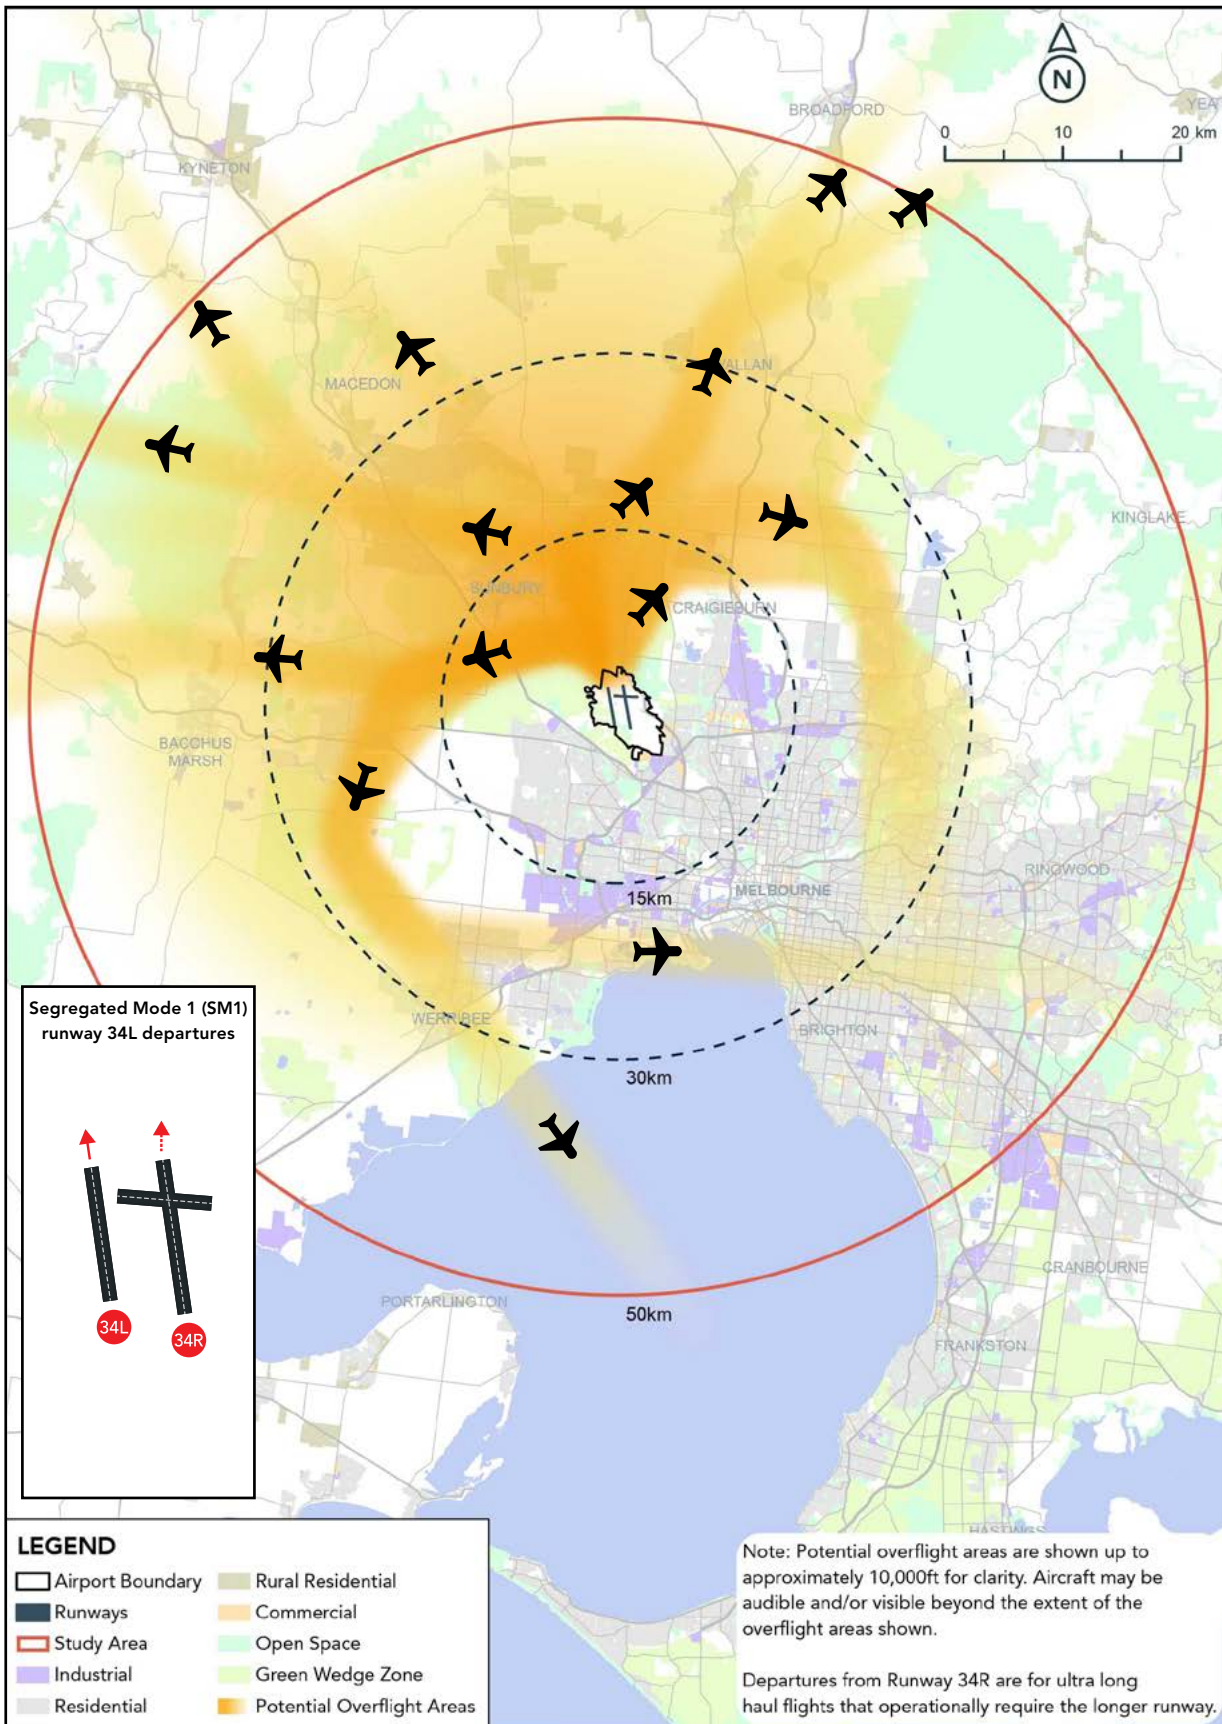 N
0 10 20 km
BROADFORD
YEA
KYNETON
MACEDON
ALLAN
KINGLAKE
SUNBURY
CRAIGIEBURN
BACCHUS
MARSH
RINGWOOD
MELBOURNE
15km
WERRIBEE
BRIGHTON
30km
CRANBOURNE
PORTARLINGTON
50km
FRANKSTON
HASTINGS
Segregated Mode 1 (SM1)
runway 34L departures
34L
34R
LEGEND
Airport Boundary
Runways
Study Area
Industrial
Residential
Rural Residential
Commercial
Open Space
Green Wedge Zone
Potential Overflight Areas
Note: Potential overflight areas are shown up to
approximately 10,000ft for clarity. Aircraft may be
audible and/or visible beyond the extent of the
overflight areas shown.
Departures from Runway 34R are for ultra long
haul flights that operationally require the longer runway.